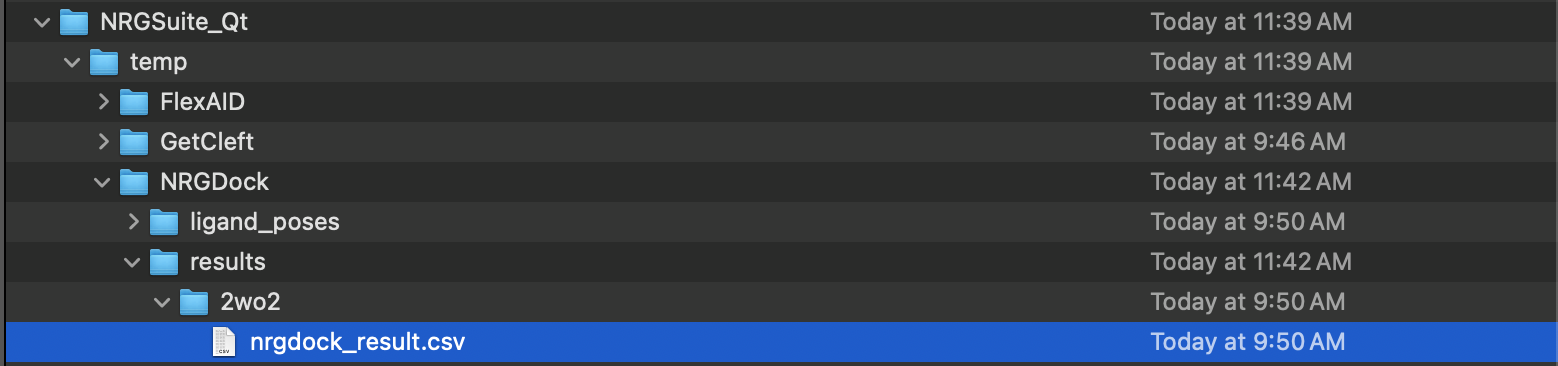 NRGSuite_Qt Today at 11:39 AM
temp Today at 11:39 AM
FlexAID Today at 11:39 AM
GetCleft Today at 9:46 AM
NRGDock Today at 11:42 AM
ligand_poses Today at 9:50 AM
results Today at 11:42 AM
2wo2 Today at 9:50 AM
nrgdock_result.csv Today at 9:50 AM